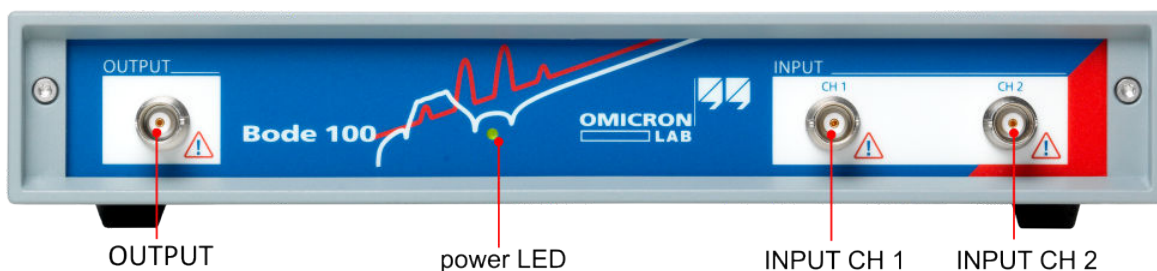 OUTPUT
INPUT
CH 1
CH 2
Bode 100
OMICRON
LAB
OUTPUT
power LED
INPUT CH 1
INPUT CH 2